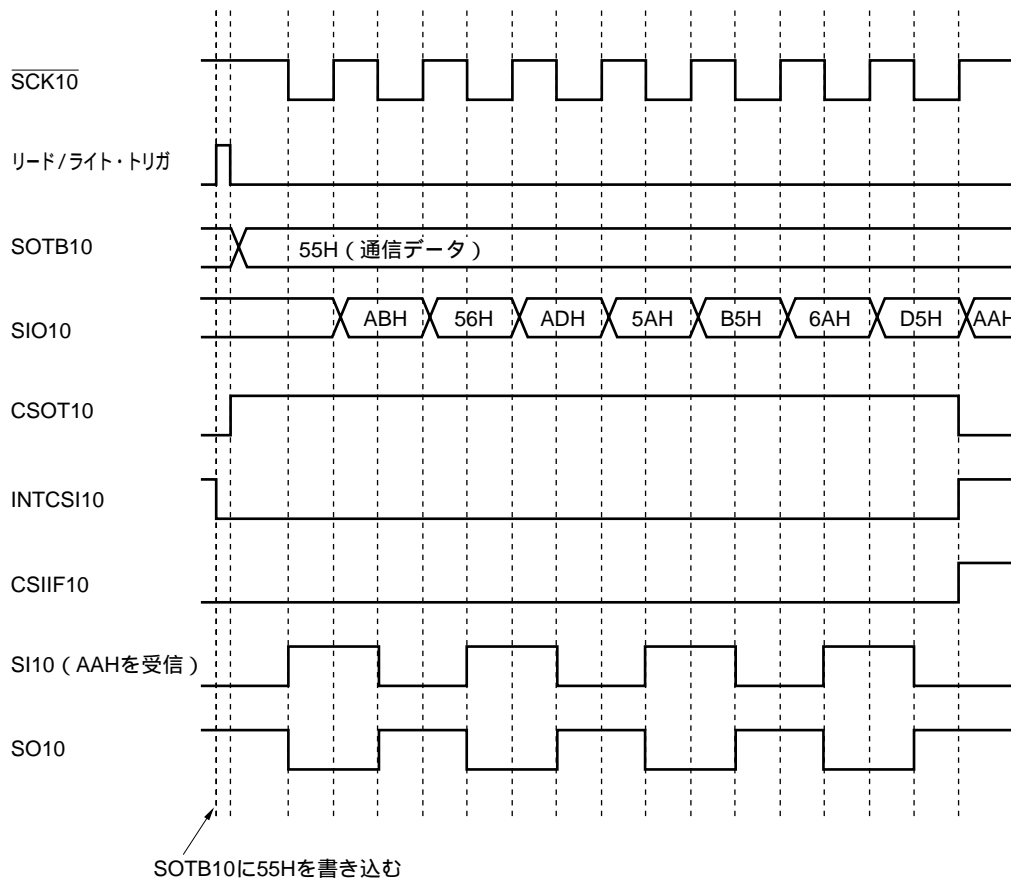 SCK10
リード/ライト・トリガ
SOTB10
55H（通信データ）
SIO10
ABH 56H ADH 5AH B5H 6AH D5H AAH
CSOT10
INTCSI10
CSIIF10
SI10（AAHを受信）
SO10
SOTB10に55Hを書き込む